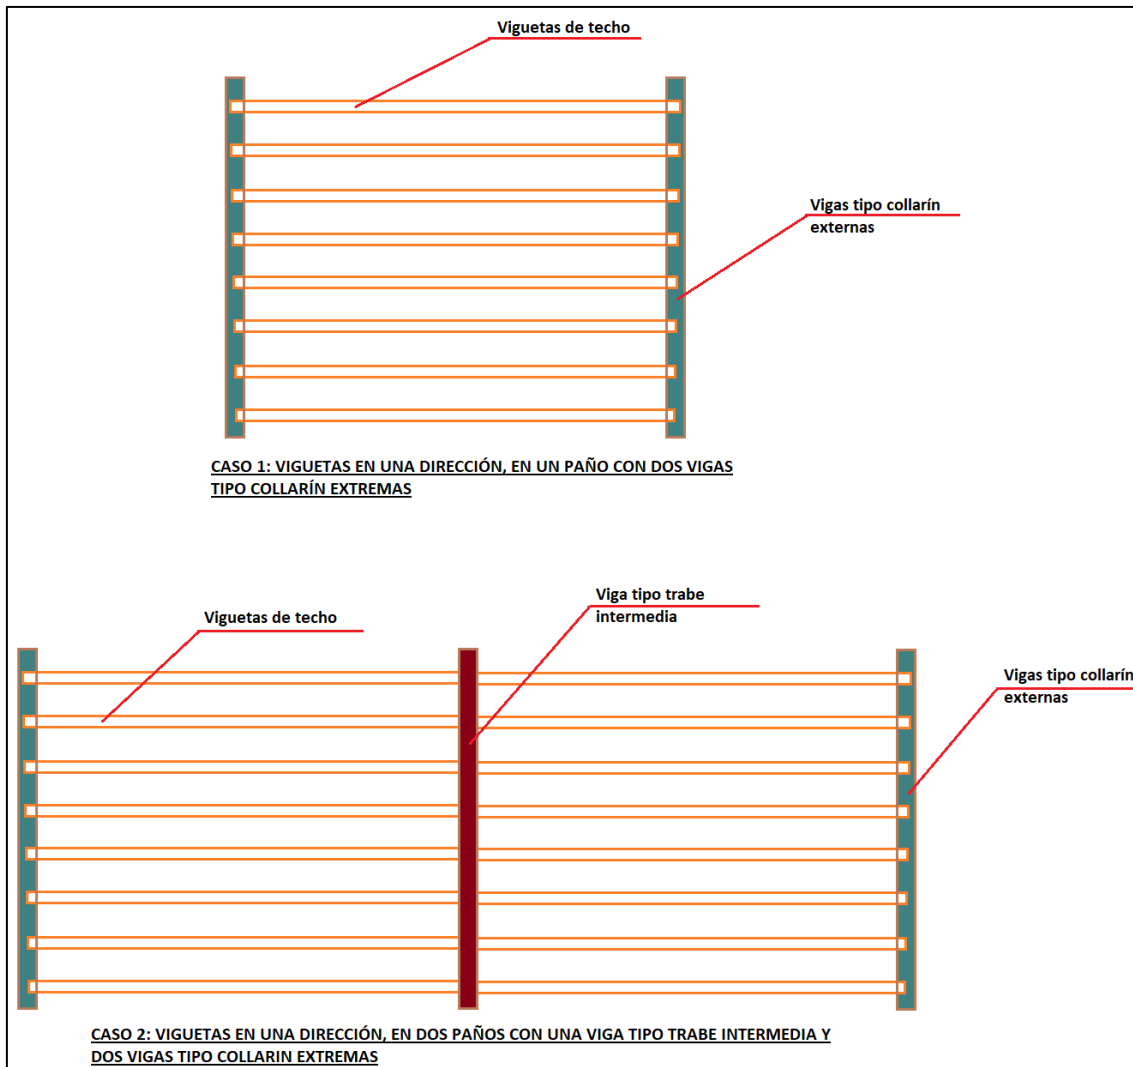 Viguetas de techo
Vigas tipo collarín
externas
CASO 1: VIGUETAS EN UNA DIRECCIÓN, EN UN PAÑO CON DOS VIGAS
TIPO COLLARÍN EXTREMAS
Viga tipo trabe
intermedia
Viguetas de techo
Vigas tipo collarín
externas
CASO 2: VIGUETAS EN UNA DIRECCIÓN, EN DOS PAÑOS CON UNA VIGA TIPO TRABE INTERMEDIA Y
DOS VIGAS TIPO COLLARIN EXTREMAS